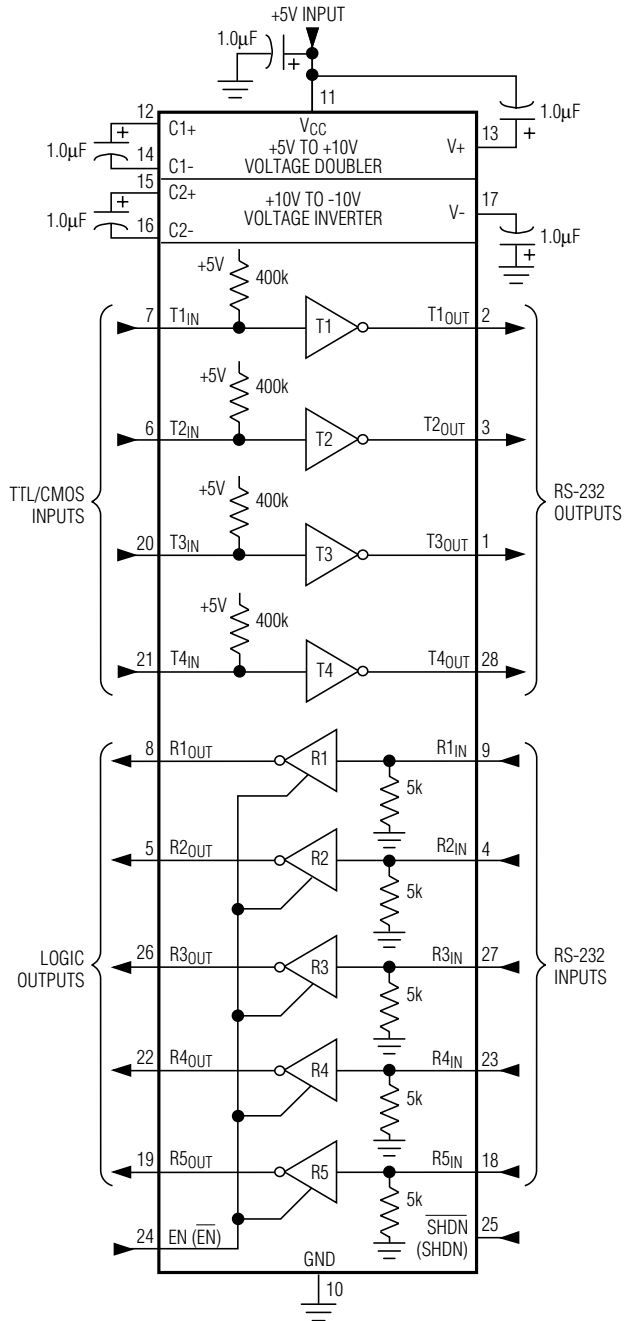 +5V INPUT
1.0µF
+
11
12
C1+
VCC
+5V TO +10V
VOLTAGE DOUBLER
V+
13
1.0µF
+
1.0µF
+
14
C1-
15
C2+
+10V TO -10V
VOLTAGE INVERTER
V-
17
1.0µF
+
1.0µF
+
16
C2-
+5V
400k
7
T1IN
T1
T1OUT
2
+5V
400k
6
T2IN
T2
T2OUT
3
TTL/CMOS
INPUTS
RS-232
OUTPUTS
+5V
400k
20
T3IN
T3
T3OUT
1
+5V
400k
21
T4IN
T4
T4OUT
28
8
R1OUT
R1
R1IN
9
5k
5
R2OUT
R2
R2IN
4
5k
LOGIC
OUTPUTS
RS-232
INPUTS
26
R3OUT
R3
R3IN
27
5k
22
R4OUT
R4
R4IN
23
5k
19
R5OUT
R5
R5IN
18
5k
24
EN (E̅N̅)
S̅H̅D̅N̅
(SHDN)
25
GND
10